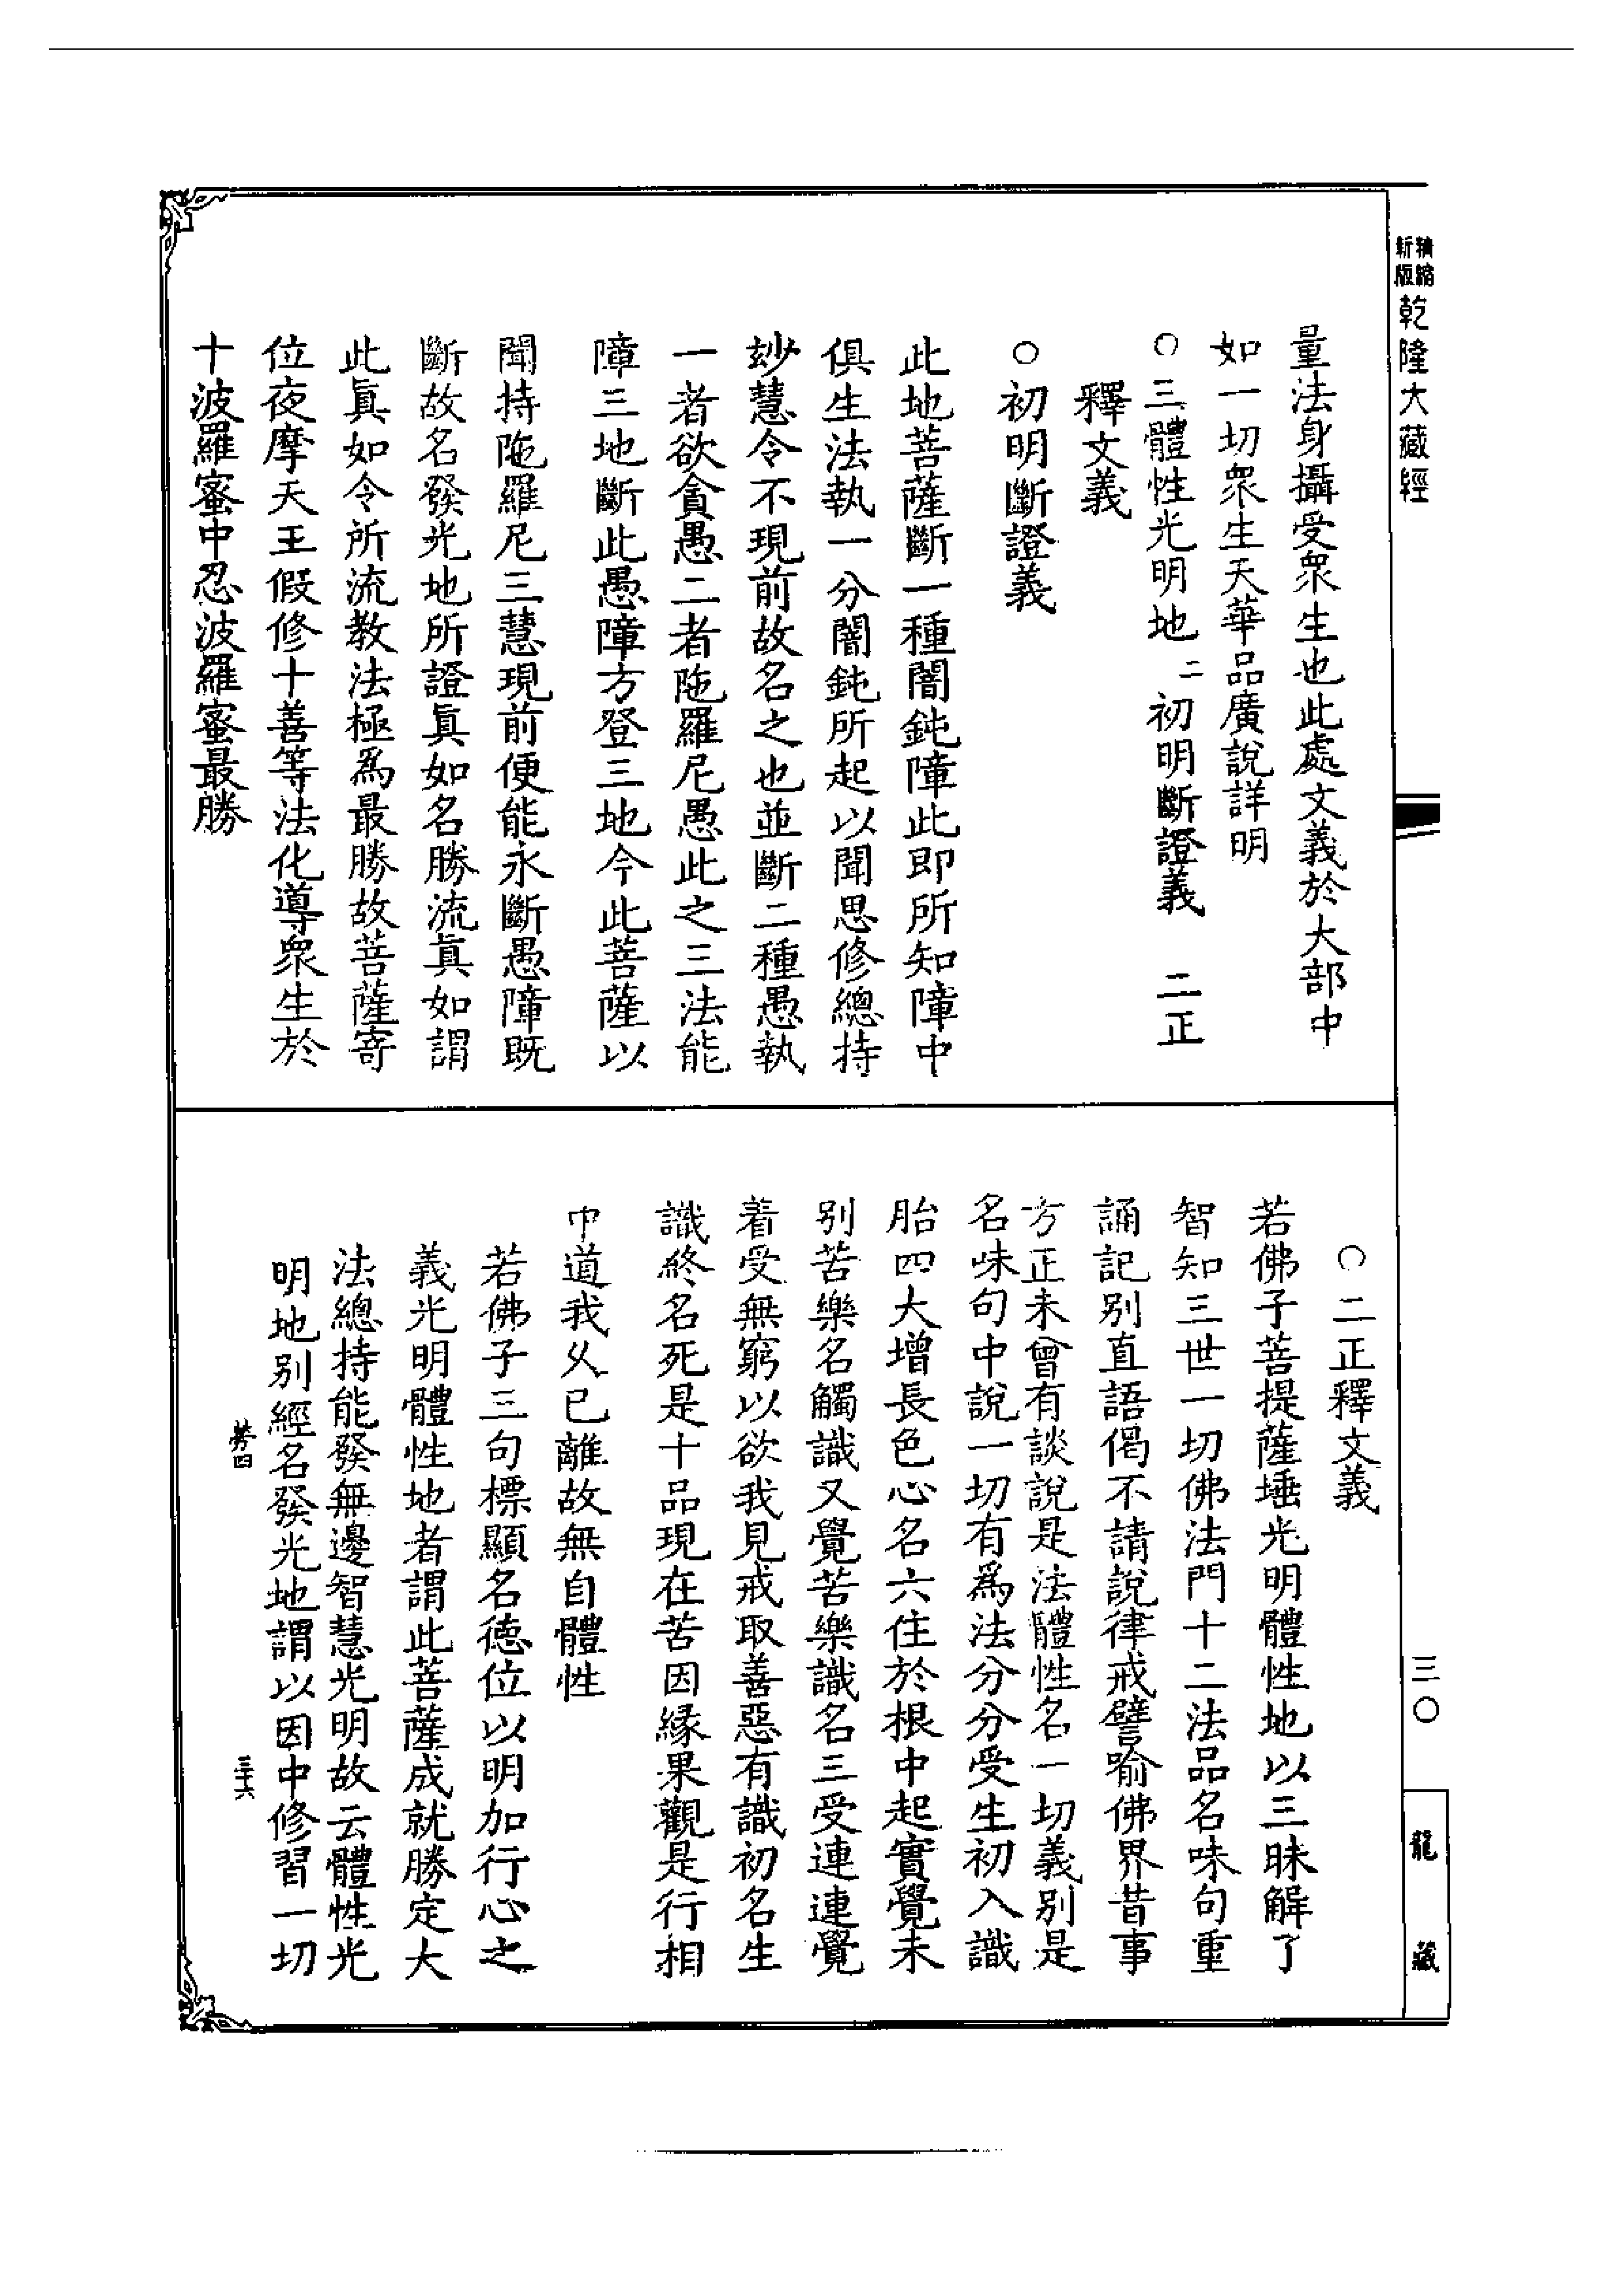 精縮
新版
乾隆大藏經
量法身攝受衆生也此處文義於大部中
如一切衆生天華品廣說詳明
○三體性光明地二初明斷證義　二正
釋文義
○初明斷證義
此地菩薩斷一種闇鈍障此即所知障中
俱生法執一分闇鈍所起以聞思修總持
玅慧令不現前故名之也並斷二種愚執
一者欲貪愚二者陁羅尼愚此之三法能
障三地斷此愚障方登三地今此菩薩以
聞持陁羅尼三慧現前便能永斷愚障既
斷故名發光地所證眞如名勝流眞如謂
此眞如令所流教法極爲最勝故菩薩寄
位夜摩天王假修十善等法化導衆生於
十波羅蜜中忍波羅蜜最勝
三〇
龍藏
○二正釋文義
若佛子菩提薩埵光明體性地以三昧解了
智知三世一切佛法門十二法品名味句重
誦記別直語偈不請說律戒譬喻佛界昔事
方正未曾有談說是法體性名一切義別是
名味句中說一切有爲法分分受生初入識
胎四大增長色心名六住於根中起實覺未
別苦樂名觸識又覺苦樂識名三受連連覺
着受無窮以欲我見戒取善惡有識初名生
識終名死是十品現在苦因緣果觀是行相
中道我乆已離故無自體性
若佛子三句標顯名德位以明加行心之
義光明體性地者謂此菩薩成就勝定大
法總持能發無邊智慧光明故云體性光
明地別經名發光地謂以因中修習一切
三十六